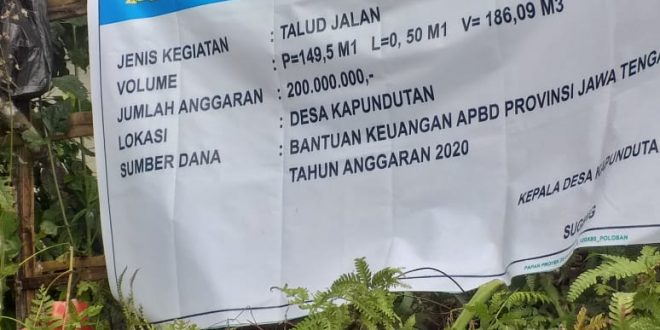 JENIS KEGIATAN : TALUD JALAN
VOLUME : P=149,5 M1 L=0, 50 M1 V= 186,09 M3
JUMLAH ANGGARAN : 200.000.000,-
LOKASI : DESA KAPUNDUTAN
SUMBER DANA : BANTUAN KEUANGAN APBD PROVINSI JAWA TENGA
TAHUN ANGGARAN 2020
KEPALA DESA KAPUNDUTA